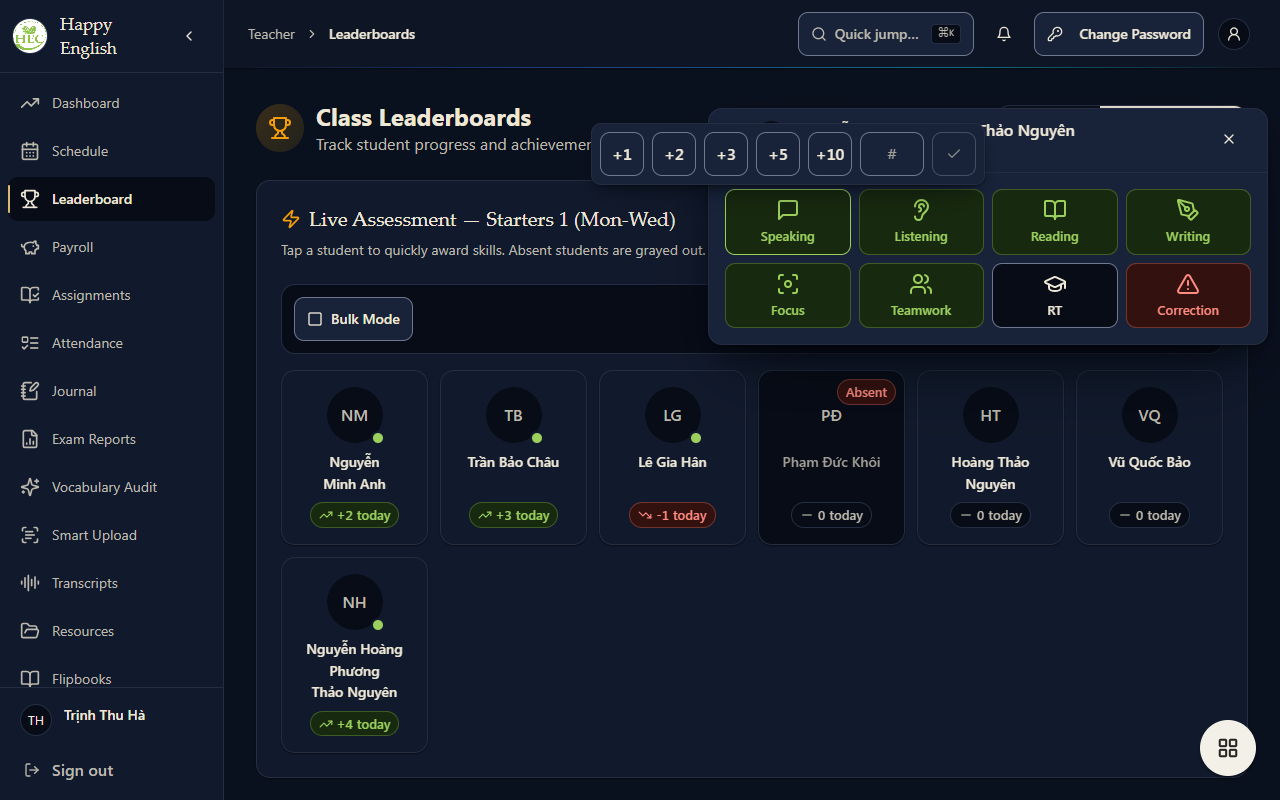 HEC
Happy
English
Dashboard
Schedule
Leaderboard
Payroll
Assignments
Attendance
Journal
Exam Reports
Vocabulary Audit
Smart Upload
Transcripts
Resources
Flipbooks
TH
Trịnh Thu Hà
Sign out
Teacher
Leaderboards
Quick jump...
⌘K
Change Password
Class Leaderboards
Track student progress and
Thảo Nguyên
+1
+2
+3
+5
+10
#
Speaking
Listening
Reading
Writing
Focus
Teamwork
RT
Correction
Live Assessment — Starters 1 (Mon-Wed)
Tap a student to quickly award skills. Absent students are grayed out.
Bulk Mode
NM
Nguyễn
Minh Anh
+2 today
TB
Trần Bảo Châu
+3 today
LG
Lê Gia Hân
-1 today
Absent
PĐ
Phạm Đức Khôi
0 today
HT
Hoàng Thảo
Nguyên
0 today
VQ
Vũ Quốc Bảo
0 today
NH
Nguyễn Hoàng
Phương
Thảo Nguyên
+4 today